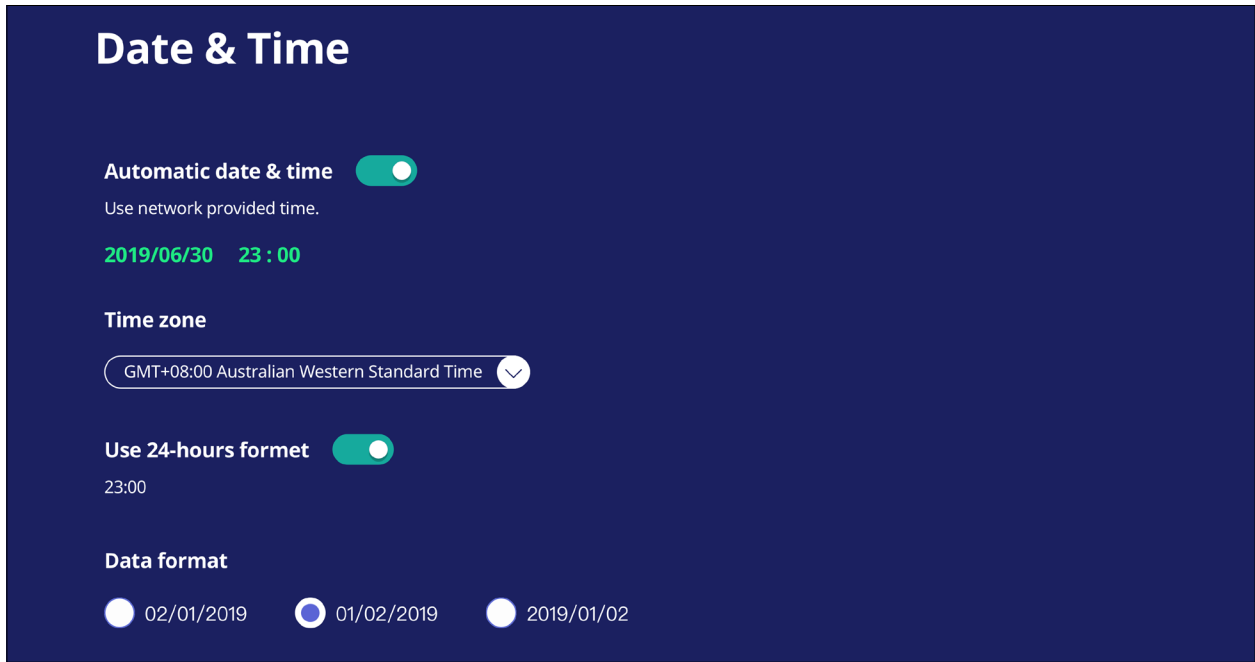 Date & Time
Automatic date & time
Use network provided time.
2019/06/30 23 : 00
Time zone
GMT+08:00 Australian Western Standard Time
Use 24-hours formet
23:00
Data format
02/01/2019 01/02/2019 2019/01/02